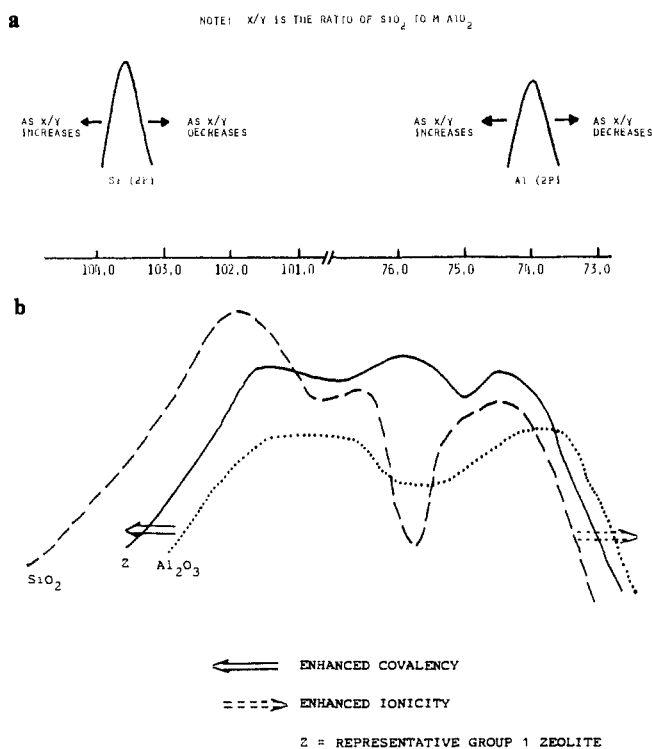 a
NOTE: X/Y IS THE RATIO OF SiO2 TO M AlO2
AS X/Y INCREASES
AS X/Y DECREASES
Si (2P)
AS X/Y INCREASES
AS X/Y DECREASES
Al (2P)
104.0 103.0 102.0 101.0 76.0 75.0 74.0 73.0
b
SiO2
Z
Al2O3
ENHANCED COVALENCY
ENHANCED IONICITY
Z = REPRESENTATIVE GROUP 1 ZEOLITE